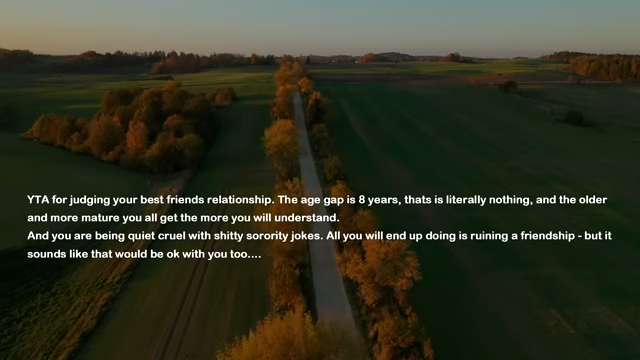 YTA for judging your best friends relationship. The age gap is 8 years, thats is literally nothing, and the older
and more mature you all get the more you will understand.
And you are being quiet cruel with shitty sorority jokes. All you will end up doing is ruining a friendship - but it
sounds like that would be ok with you too....